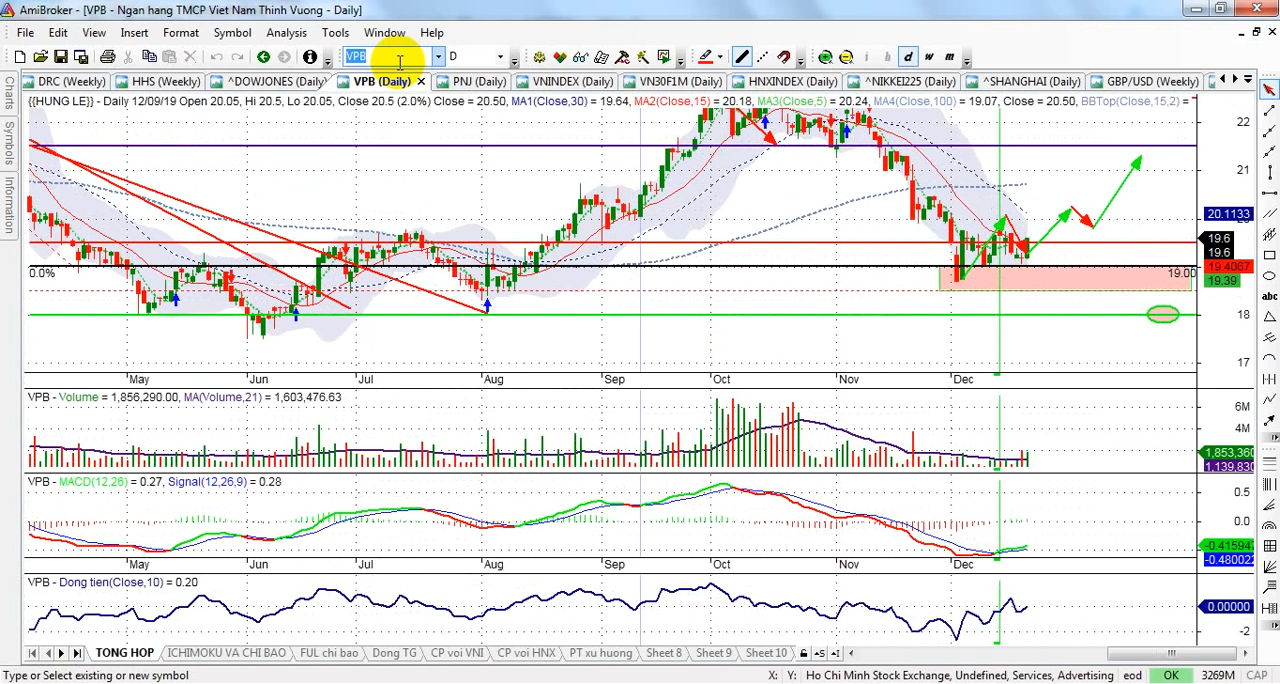 AmiBroker - [VPB - Ngan hang TMCP Viet Nam Thinh Vuong - Daily]
File Edit View Insert Format Symbol Analysis Tools Window Help
VPB D d w m
DRC (Weekly) HHS (Weekly) ^DOWJONES (Daily) VPB (Daily) PNJ (Daily) VNINDEX (Daily) VN30F1M (Daily) HNXINDEX (Daily) ^NIKKEI225 (Daily) ^SHANGHAI (Daily) GBP/USD (Weekly)
Charts
Symbols
Information
{{HUNG LE}} - Daily 12/09/19 Open 20.05, Hi 20.5, Lo 20.05, Close 20.5 (2.0%) Close = 20.50, MA1(Close,30) = 19.64, MA2(Close,15) = 20.18, MA3(Close,5) = 20.24, MA4(Close,100) = 19.07, Close = 20.50, BBTop(Close,15,2) =
22
21
20.1133
19.6
19.6
19.4067
19.39
0.0%
19.00
18
17
May Jun Jul Aug Sep Oct Nov Dec
VPB - Volume = 1,856,290.00, MA(Volume,21) = 1,603,476.63
6M
4M
1,853,360
1,139,830
VPB - MACD(12,26) = 0.27, Signal(12,26,9) = 0.28
0.5
0.0
-0.415947
-0.480022
May Jun Jul Aug Sep Oct Nov Dec
VPB - Dong tien(Close,10) = 0.20
0.00000
-2
TONG HOP ICHIMOKU VA CHI BAO FUL chi bao Dong TG CP voi VNI CP voi HNX PT xu huong Sheet 8 Sheet 9 Sheet 10
Type or Select existing or new symbol X: Y: Ho Chi Minh Stock Exchange, Undefined, Services, Advertising eod OK 3269M CAP
abc